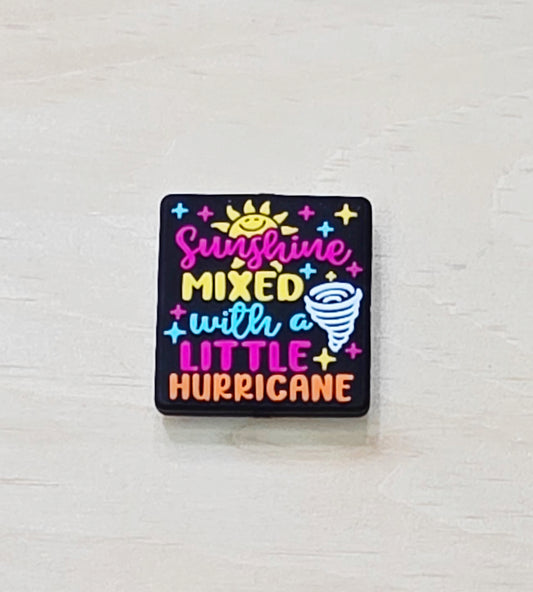 Sunshine
MIXED
with a
LITTLE
HURRICANE